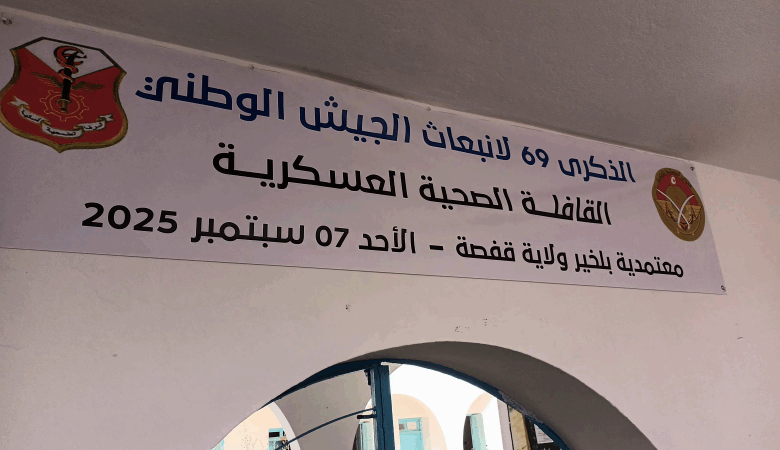 الذكرى 69 لانبعاث الجيش الوطني
القافلة الصحية العسكرية
معتمدية بلخير ولاية قفصة - الأحد 07 سبتمبر 2025